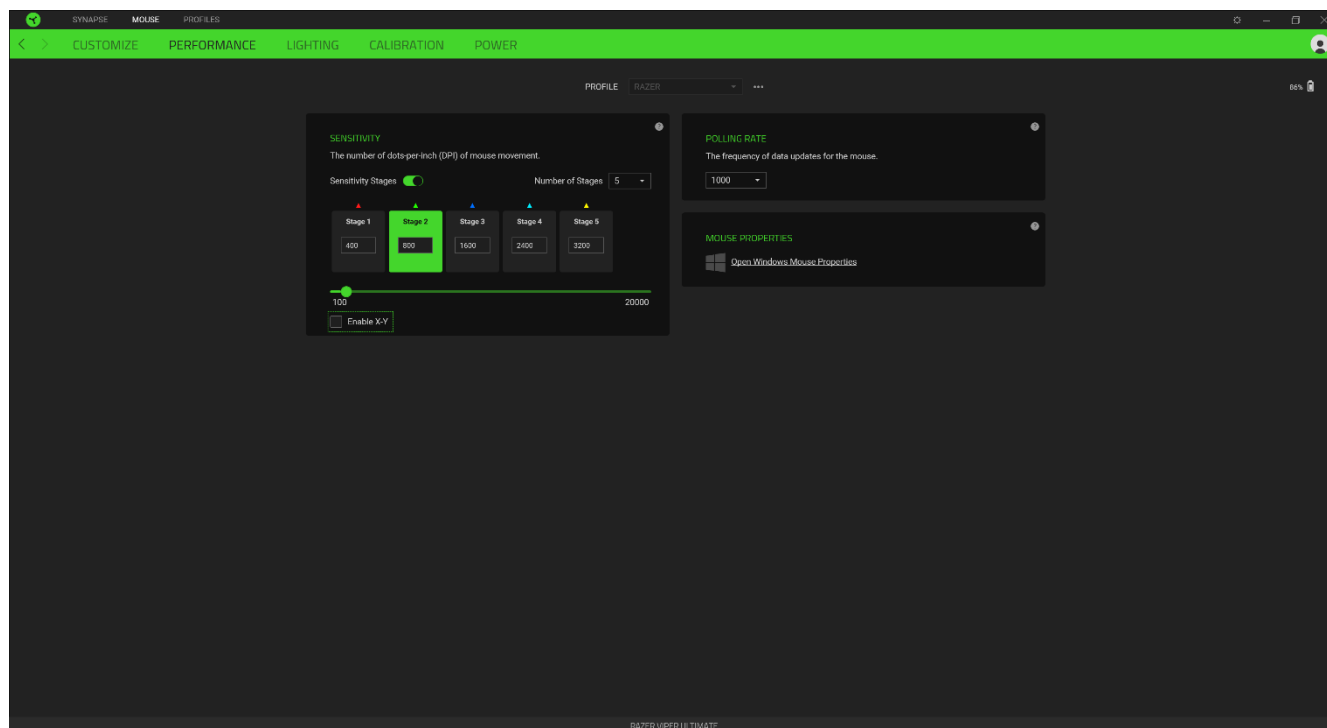 SYNAPSE MOUSE PROFILES
CUSTOMIZE PERFORMANCE LIGHTING CALIBRATION POWER
PROFILE RAZER
86%
SENSITIVITY
The number of dots-per-inch (DPI) of mouse movement.
Sensitivity Stages Number of Stages 5
Stage 1 Stage 2 Stage 3 Stage 4 Stage 5
400 800 1600 2400 3200
100 20000
Enable X-Y
POLLING RATE
The frequency of data updates for the mouse.
1000
MOUSE PROPERTIES
Open Windows Mouse Properties
RAZER VIPER ULTIMATE